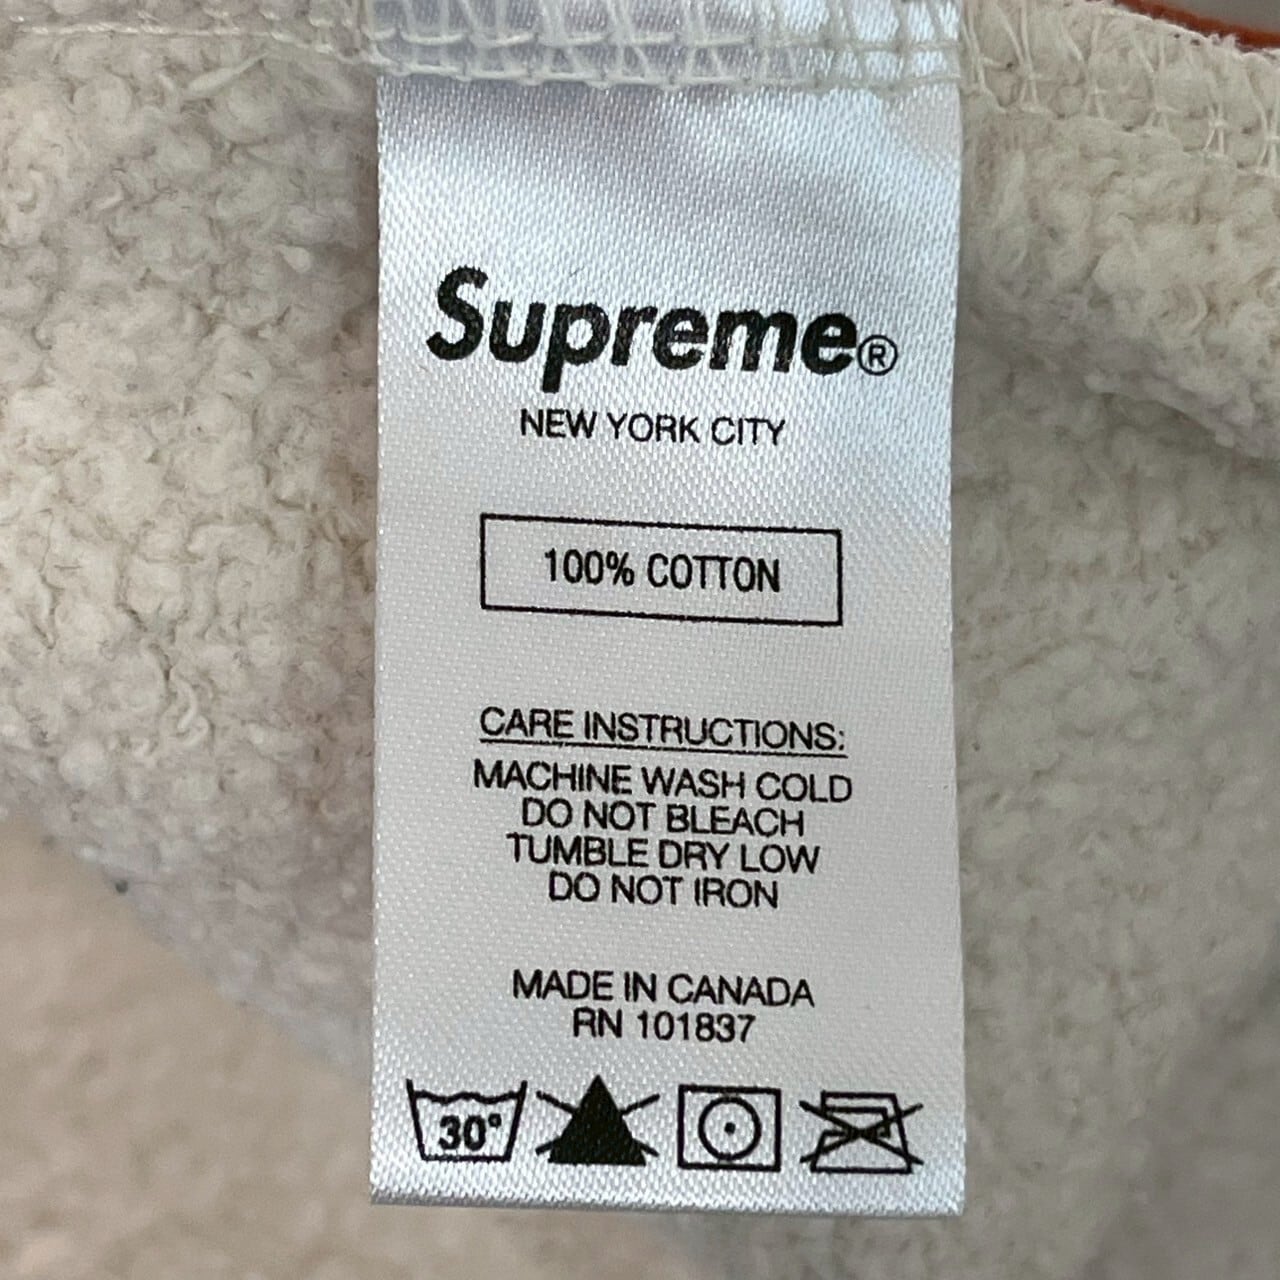 Supreme®
NEW YORK CITY
100% COTTON
CARE INSTRUCTIONS:
MACHINE WASH COLD
DO NOT BLEACH
TUMBLE DRY LOW
DO NOT IRON
MADE IN CANADA
RN 101837
30°